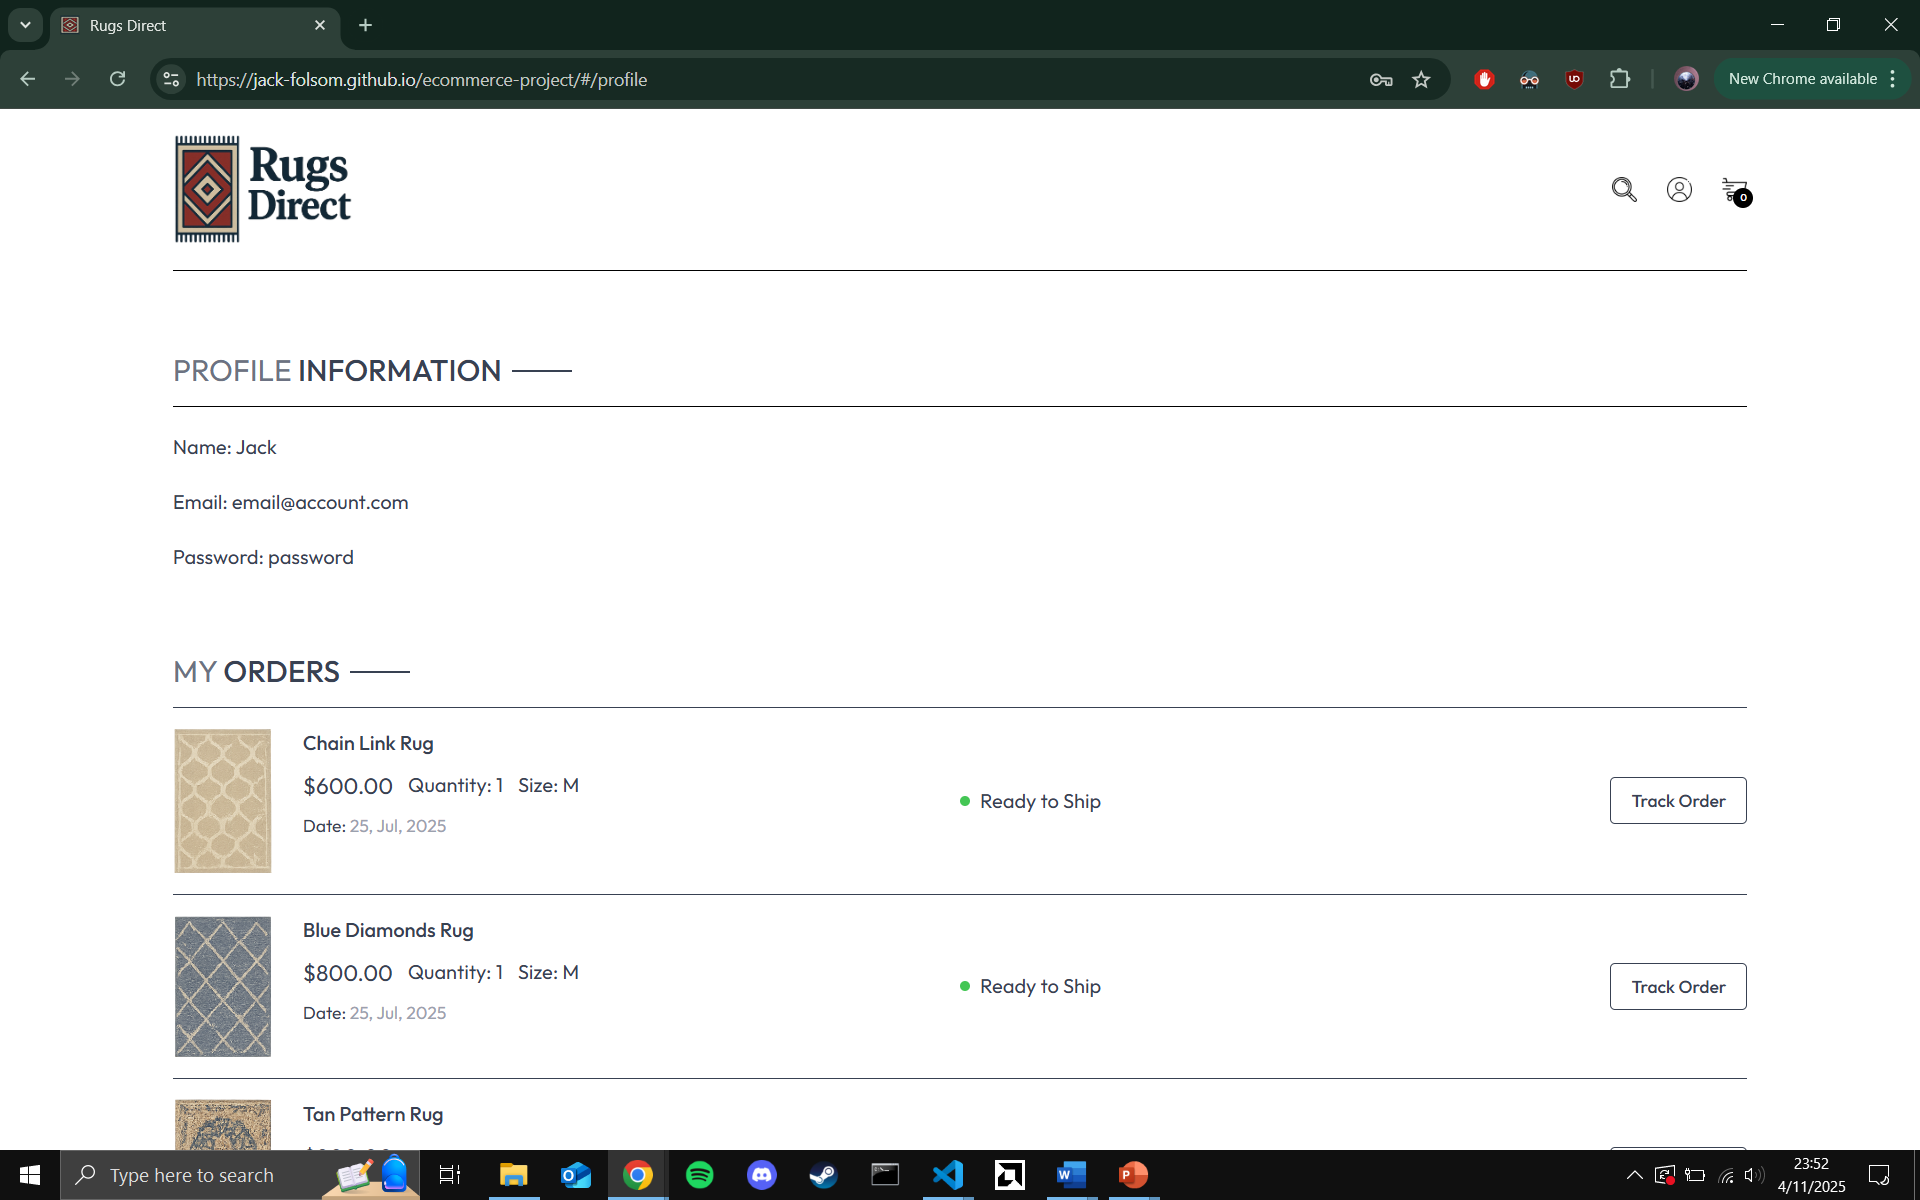 Rugs Direct
https://jack-folsom.github.io/ecommerce-project/#/profile
UD
New Chrome available
Rugs
Direct
0
PROFILE INFORMATION
Name: Jack
Email: email@account.com
Password: password
MY ORDERS
Chain Link Rug
$600.00 Quantity: 1 Size: M
Date: 25, Jul, 2025
Ready to Ship
Track Order
Blue Diamonds Rug
$800.00 Quantity: 1 Size: M
Date: 25, Jul, 2025
Ready to Ship
Track Order
Tan Pattern Rug
Type here to search
23:52
4/11/2025